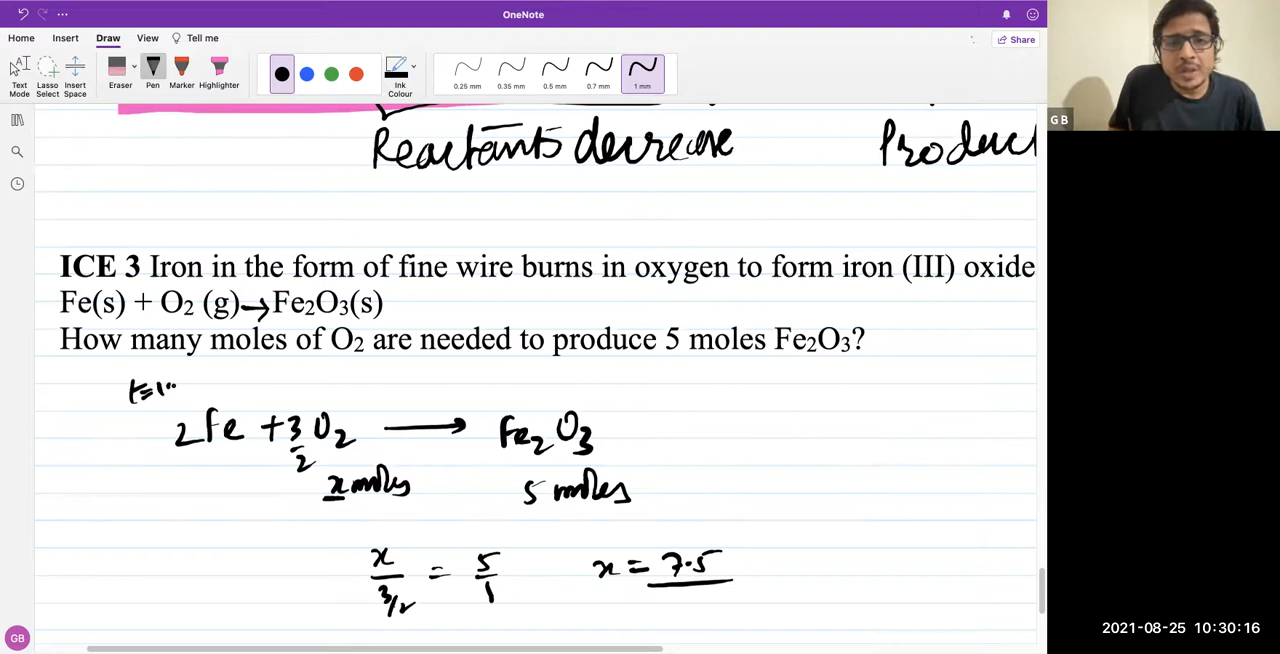 OneNote
Home Insert Draw View Tell me
Share
Text Mode Lasso Select Insert Space Eraser Pen Marker Highlighter Ink Colour 0.25 mm 0.35 mm 0.5 mm 0.7 mm 1 mm
GB
Reactants decrease Product
ICE 3 Iron in the form of fine wire burns in oxygen to form iron (III) oxide
Fe(s) + O₂ (g)→Fe₂O₃(s)
How many moles of O₂ are needed to produce 5 moles Fe₂O₃?
2Fe + 3/2 O₂ → Fe₂O₃
x moles 5 moles
x/(3/2) = 5/1 x = 7.5
GB
2021-08-25 10:30:16